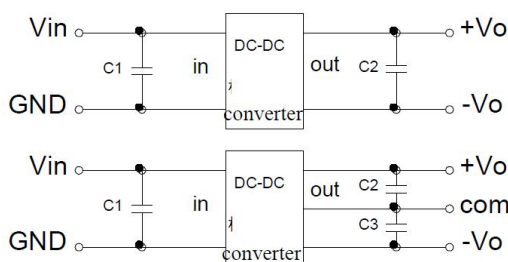 Vin
DC-DC
+Vo
C1
in
out
C2
GND
converter
-Vo
Vin
DC-DC
+Vo
C1
in
out
C2
com
C3
GND
converter
-Vo